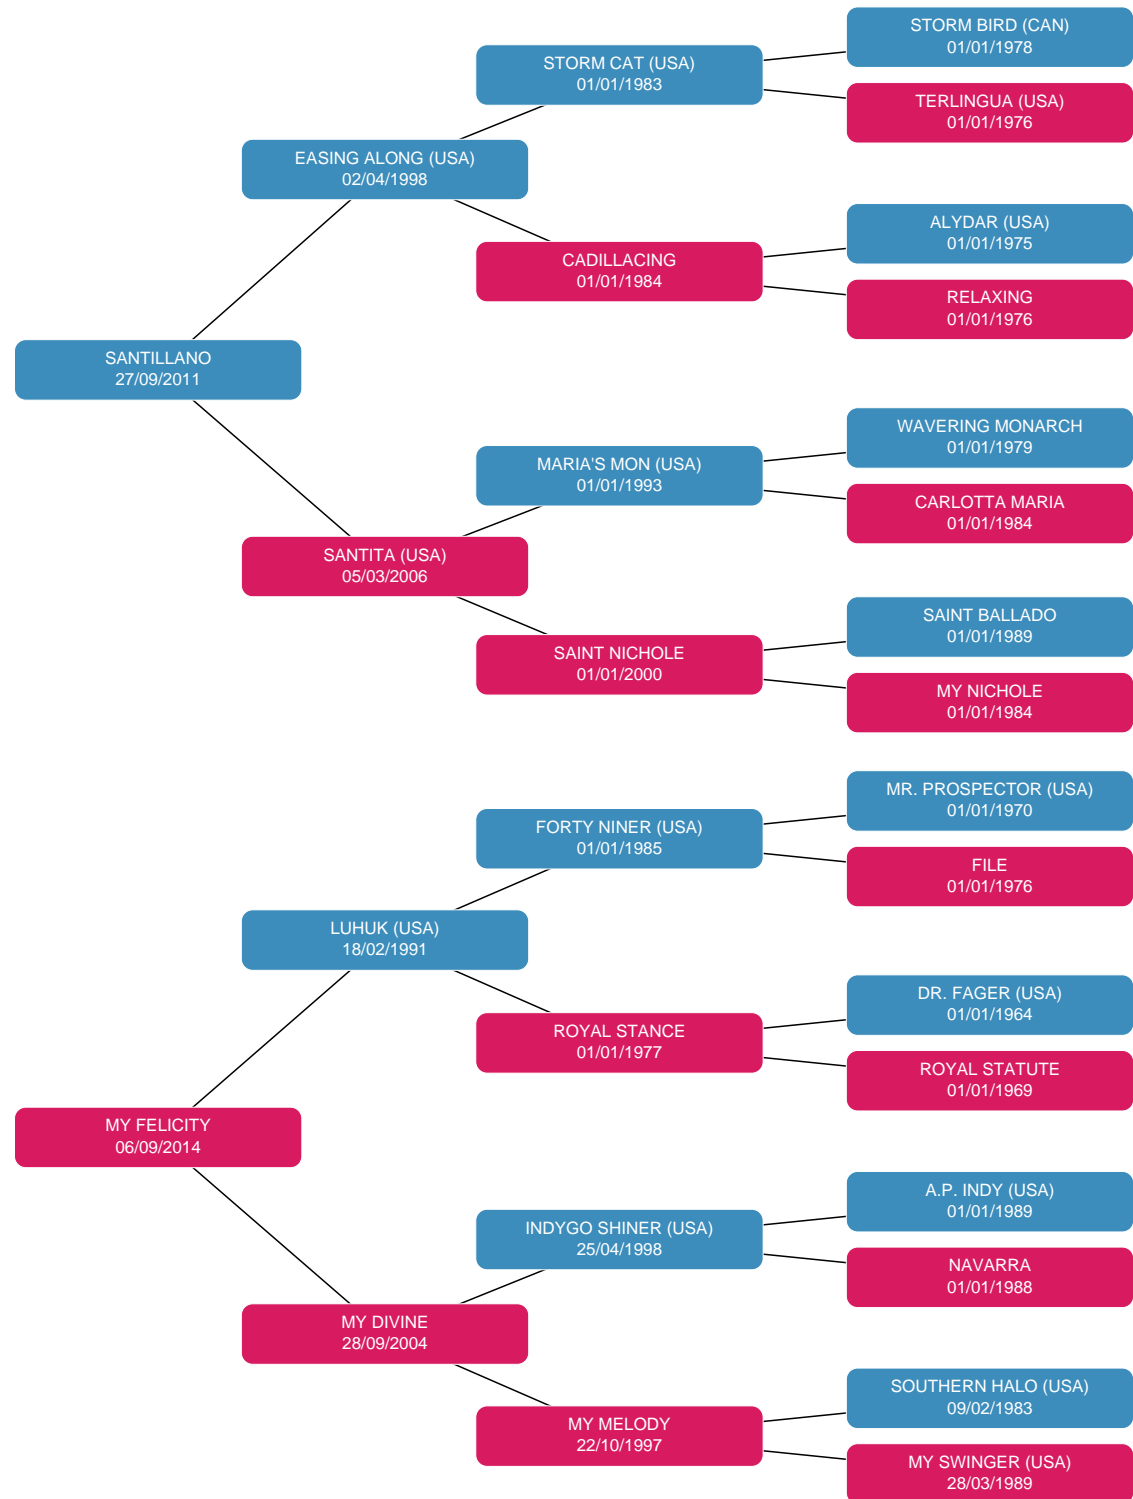 STORM BIRD (CAN)
01/01/1978
STORM CAT (USA)
01/01/1983
TERLINGUA (USA)
01/01/1976
EASING ALONG (USA)
02/04/1998
ALYDAR (USA)
01/01/1975
CADILLACING
01/01/1984
RELAXING
01/01/1976
SANTILLANO
27/09/2011
WAVERING MONARCH
01/01/1979
MARIA'S MON (USA)
01/01/1993
CARLOTTA MARIA
01/01/1984
SANTITA (USA)
05/03/2006
SAINT BALLADO
01/01/1989
SAINT NICHOLE
01/01/2000
MY NICHOLE
01/01/1984
MR. PROSPECTOR (USA)
01/01/1970
FORTY NINER (USA)
01/01/1985
FILE
01/01/1976
LUHUK (USA)
18/02/1991
DR. FAGER (USA)
01/01/1964
ROYAL STANCE
01/01/1977
ROYAL STATUTE
01/01/1969
MY FELICITY
06/09/2014
A.P. INDY (USA)
01/01/1989
INDYGO SHINER (USA)
25/04/1998
NAVARRA
01/01/1988
MY DIVINE
28/09/2004
SOUTHERN HALO (USA)
09/02/1983
MY MELODY
22/10/1997
MY SWINGER (USA)
28/03/1989